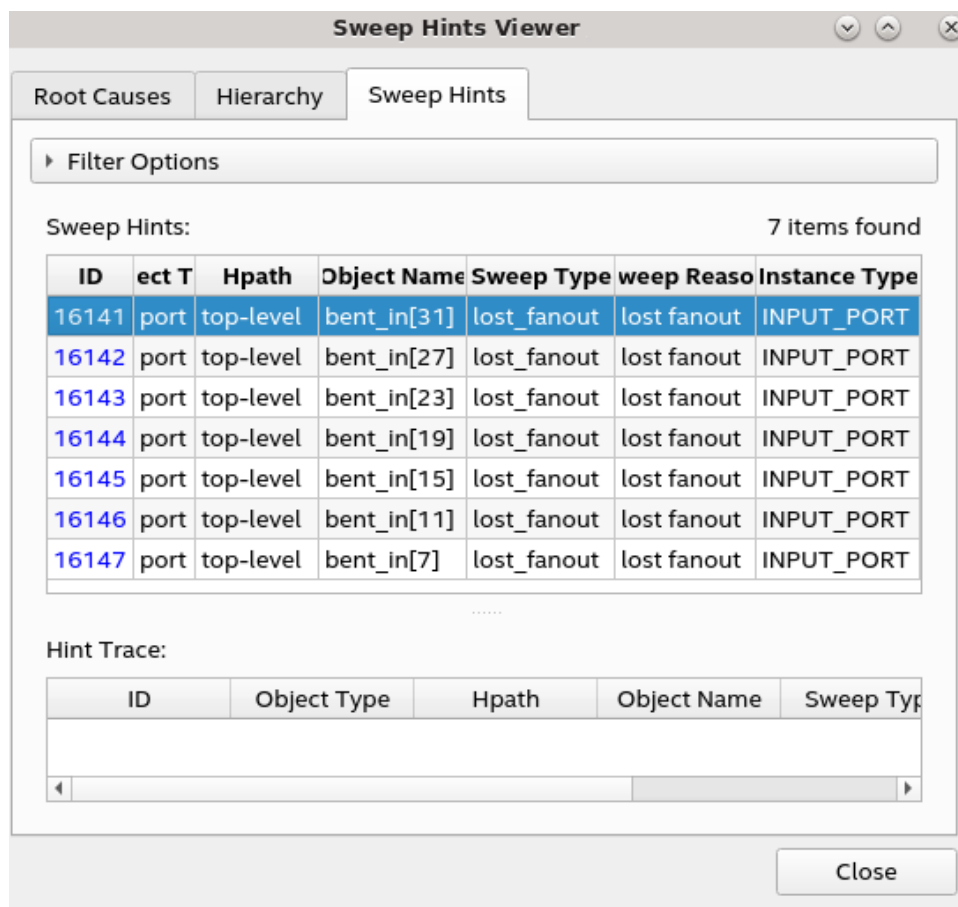 Sweep Hints Viewer
Root Causes Hierarchy Sweep Hints
Filter Options
Sweep Hints: 7 items found
ID ect T Hpath Object Name Sweep Type weep Reaso Instance Type
16141 port top-level bent_in[31] lost_fanout lost fanout INPUT_PORT
16142 port top-level bent_in[27] lost_fanout lost fanout INPUT_PORT
16143 port top-level bent_in[23] lost_fanout lost fanout INPUT_PORT
16144 port top-level bent_in[19] lost_fanout lost fanout INPUT_PORT
16145 port top-level bent_in[15] lost_fanout lost fanout INPUT_PORT
16146 port top-level bent_in[11] lost_fanout lost fanout INPUT_PORT
16147 port top-level bent_in[7] lost_fanout lost fanout INPUT_PORT
Hint Trace:
ID Object Type Hpath Object Name Sweep Typ
Close